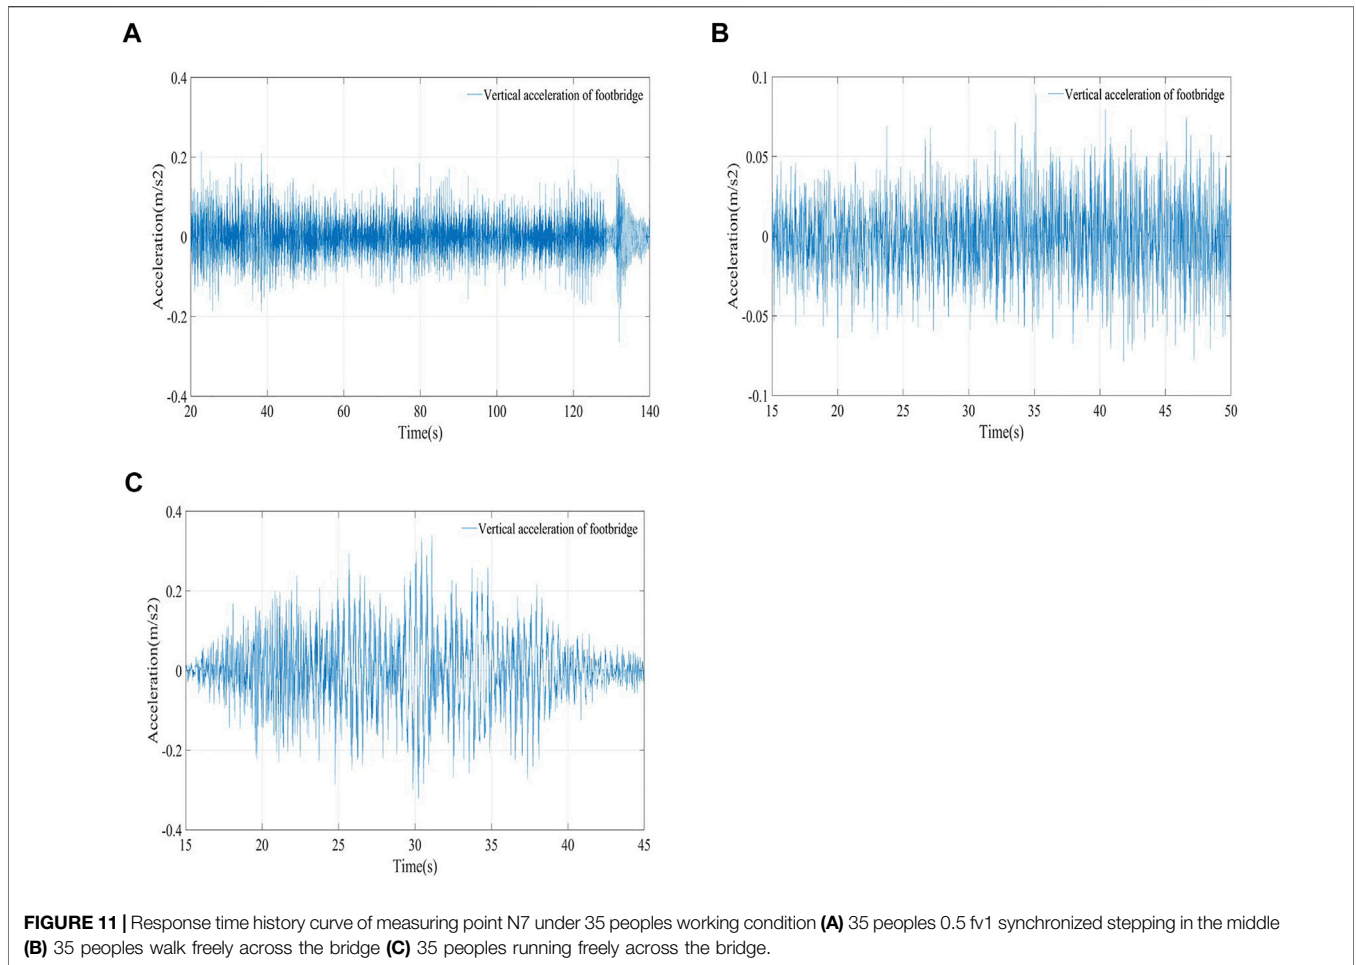 A
0.4
Vertical acceleration of footbridge
0.2
0
-0.2
-0.4
Acceleration(m/s2)
20 40 60 80 100 120 140
Time(s)
B
0.1
Vertical acceleration of footbridge
0.05
0
-0.05
-0.1
Acceleration(m/s2)
15 20 25 30 35 40 45 50
Time(s)
C
0.4
Vertical acceleration of footbridge
0.2
0
-0.2
-0.4
Acceleration(m/s2)
15 20 25 30 35 40 45
Time(s)
FIGURE 11 | Response time history curve of measuring point N7 under 35 peoples working condition (A) 35 peoples 0.5 fv1 synchronized stepping in the middle
(B) 35 peoples walk freely across the bridge (C) 35 peoples running freely across the bridge.